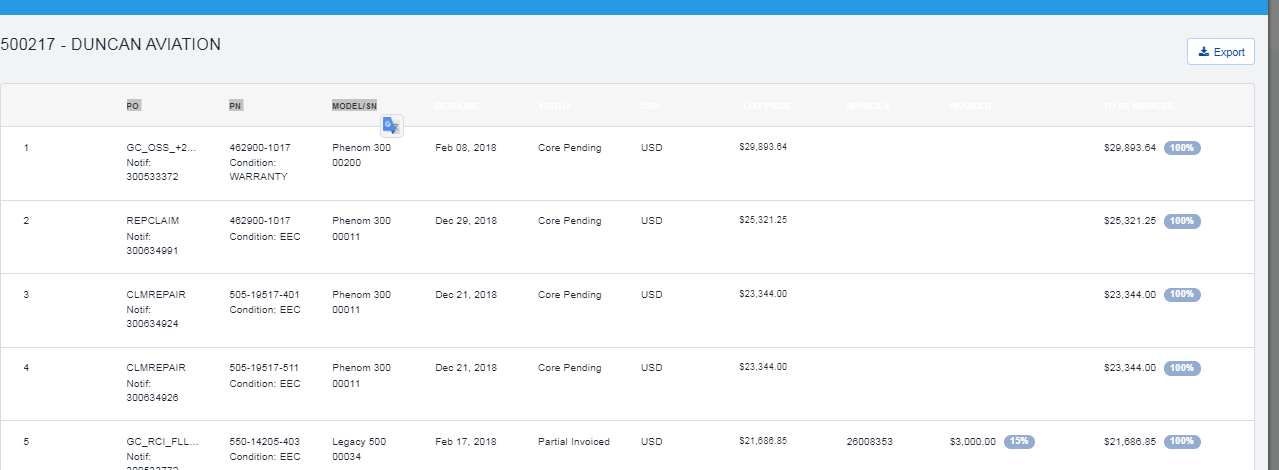 500217 - DUNCAN AVIATION
Export
PO PN MODEL/SN DEADLINE STATUS CUR LIST PRICE INVOICE # INVOICED TO BE INVOICED
1 GC_OSS_+2... 462900-1017 Phenom 300 Feb 08, 2018 Core Pending USD $29,893.64 $29,893.64 100%
Notif: Condition: 00200
300533372 WARRANTY
2 REPCLAIM 462900-1017 Phenom 300 Dec 29, 2018 Core Pending USD $25,321.25 $25,321.25 100%
Notif: Condition: EEC 00011
300634991
3 CLMREPAIR 505-19517-401 Phenom 300 Dec 21, 2018 Core Pending USD $23,344.00 $23,344.00 100%
Notif: Condition: EEC 00011
300634924
4 CLMREPAIR 505-19517-511 Phenom 300 Dec 21, 2018 Core Pending USD $23,344.00 $23,344.00 100%
Notif: Condition: EEC 00011
300634926
5 GC_RCI_FLL... 550-14205-403 Legacy 500 Feb 17, 2018 Partial Invoiced USD $21,686.85 26008353 $3,000.00 15% $21,686.85 100%
Notif: Condition: EEC 00034